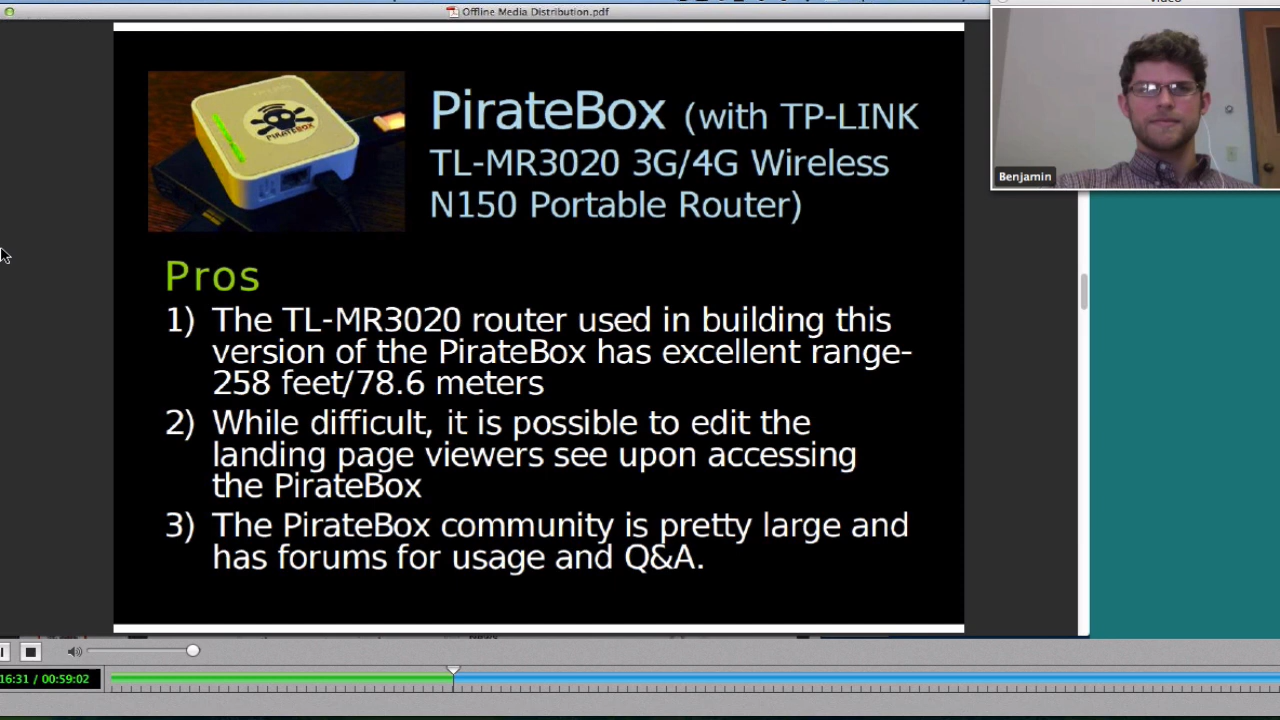 Offline Media Distribution.pdf
Benjamin
PIRATEBOX
PirateBox (with TP-LINK
TL-MR3020 3G/4G Wireless
N150 Portable Router)
Pros
1) The TL-MR3020 router used in building this
version of the PirateBox has excellent range-
258 feet/78.6 meters
2) While difficult, it is possible to edit the
landing page viewers see upon accessing
the PirateBox
3) The PirateBox community is pretty large and
has forums for usage and Q&A.
16:31 / 00:59:02